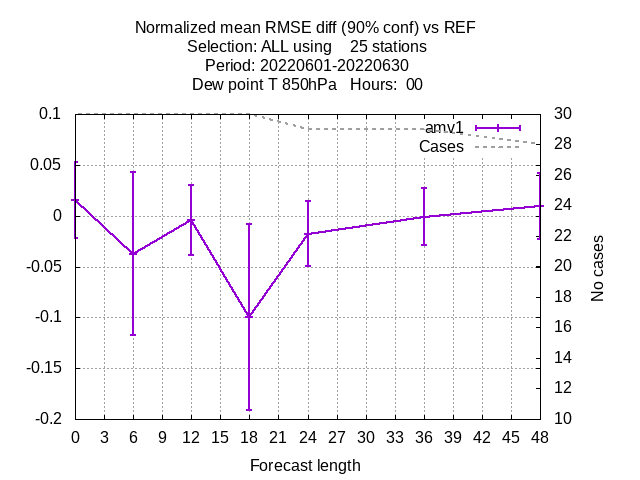 Normalized mean RMSE diff (90% conf) vs REF
Selection: ALL using 25 stations
Period: 20220601-20220630
Dew point T 850hPa Hours: 00
0.1
0.05
0
-0.05
-0.1
-0.15
-0.2
amv1
Cases
30
28
26
24
22
20
18
16
14
12
10
No cases
0 3 6 9 12 15 18 21 24 27 30 33 36 39 42 45 48
Forecast length